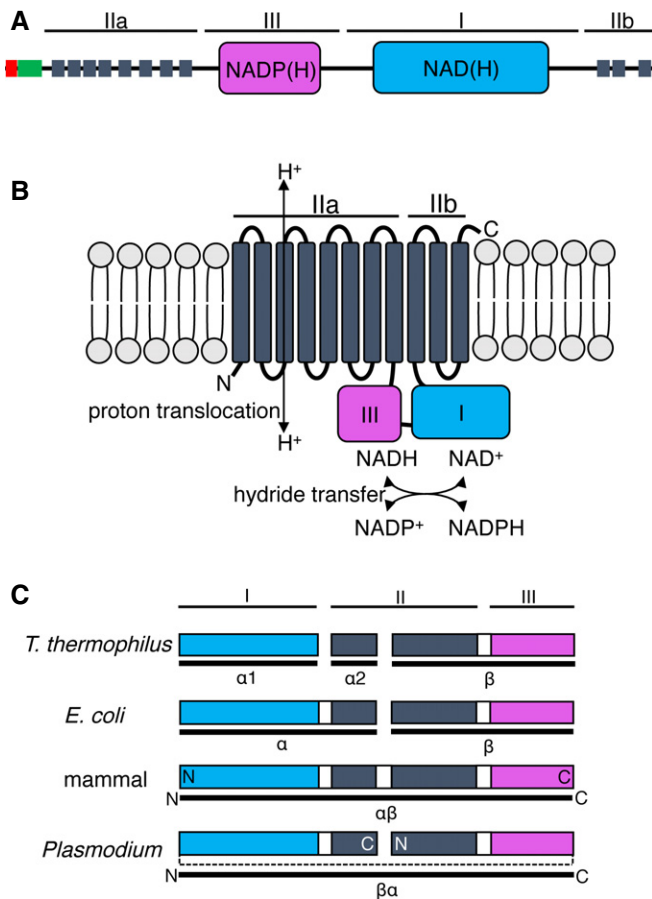 A
IIa III I IIb
NADP(H) NAD(H)
B
H+
IIa IIb
C
N
proton translocation
III I
H+
NADH NAD+
hydride transfer
NADP+ NADPH
C
I II III
T. thermophilus
α1 α2 β
E. coli
α β
mammal N C
N C
αβ
Plasmodium C N
N C
βα